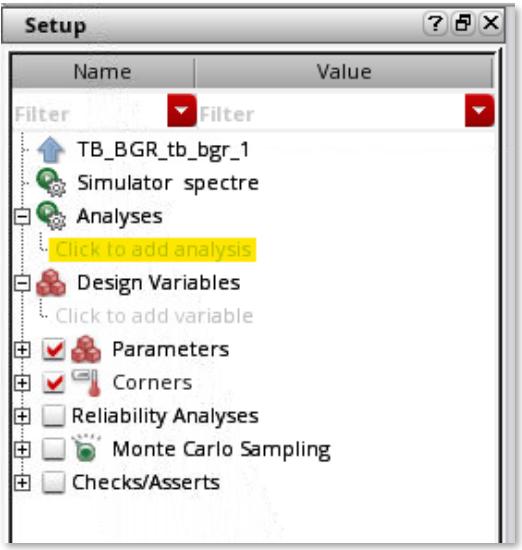 Setup
Name Value
Filter Filter
TB_BGR_tb_bgr_1
Simulator spectre
Analyses
Click to add analysis
Design Variables
Click to add variable
Parameters
Corners
Reliability Analyses
Monte Carlo Sampling
Checks/Asserts